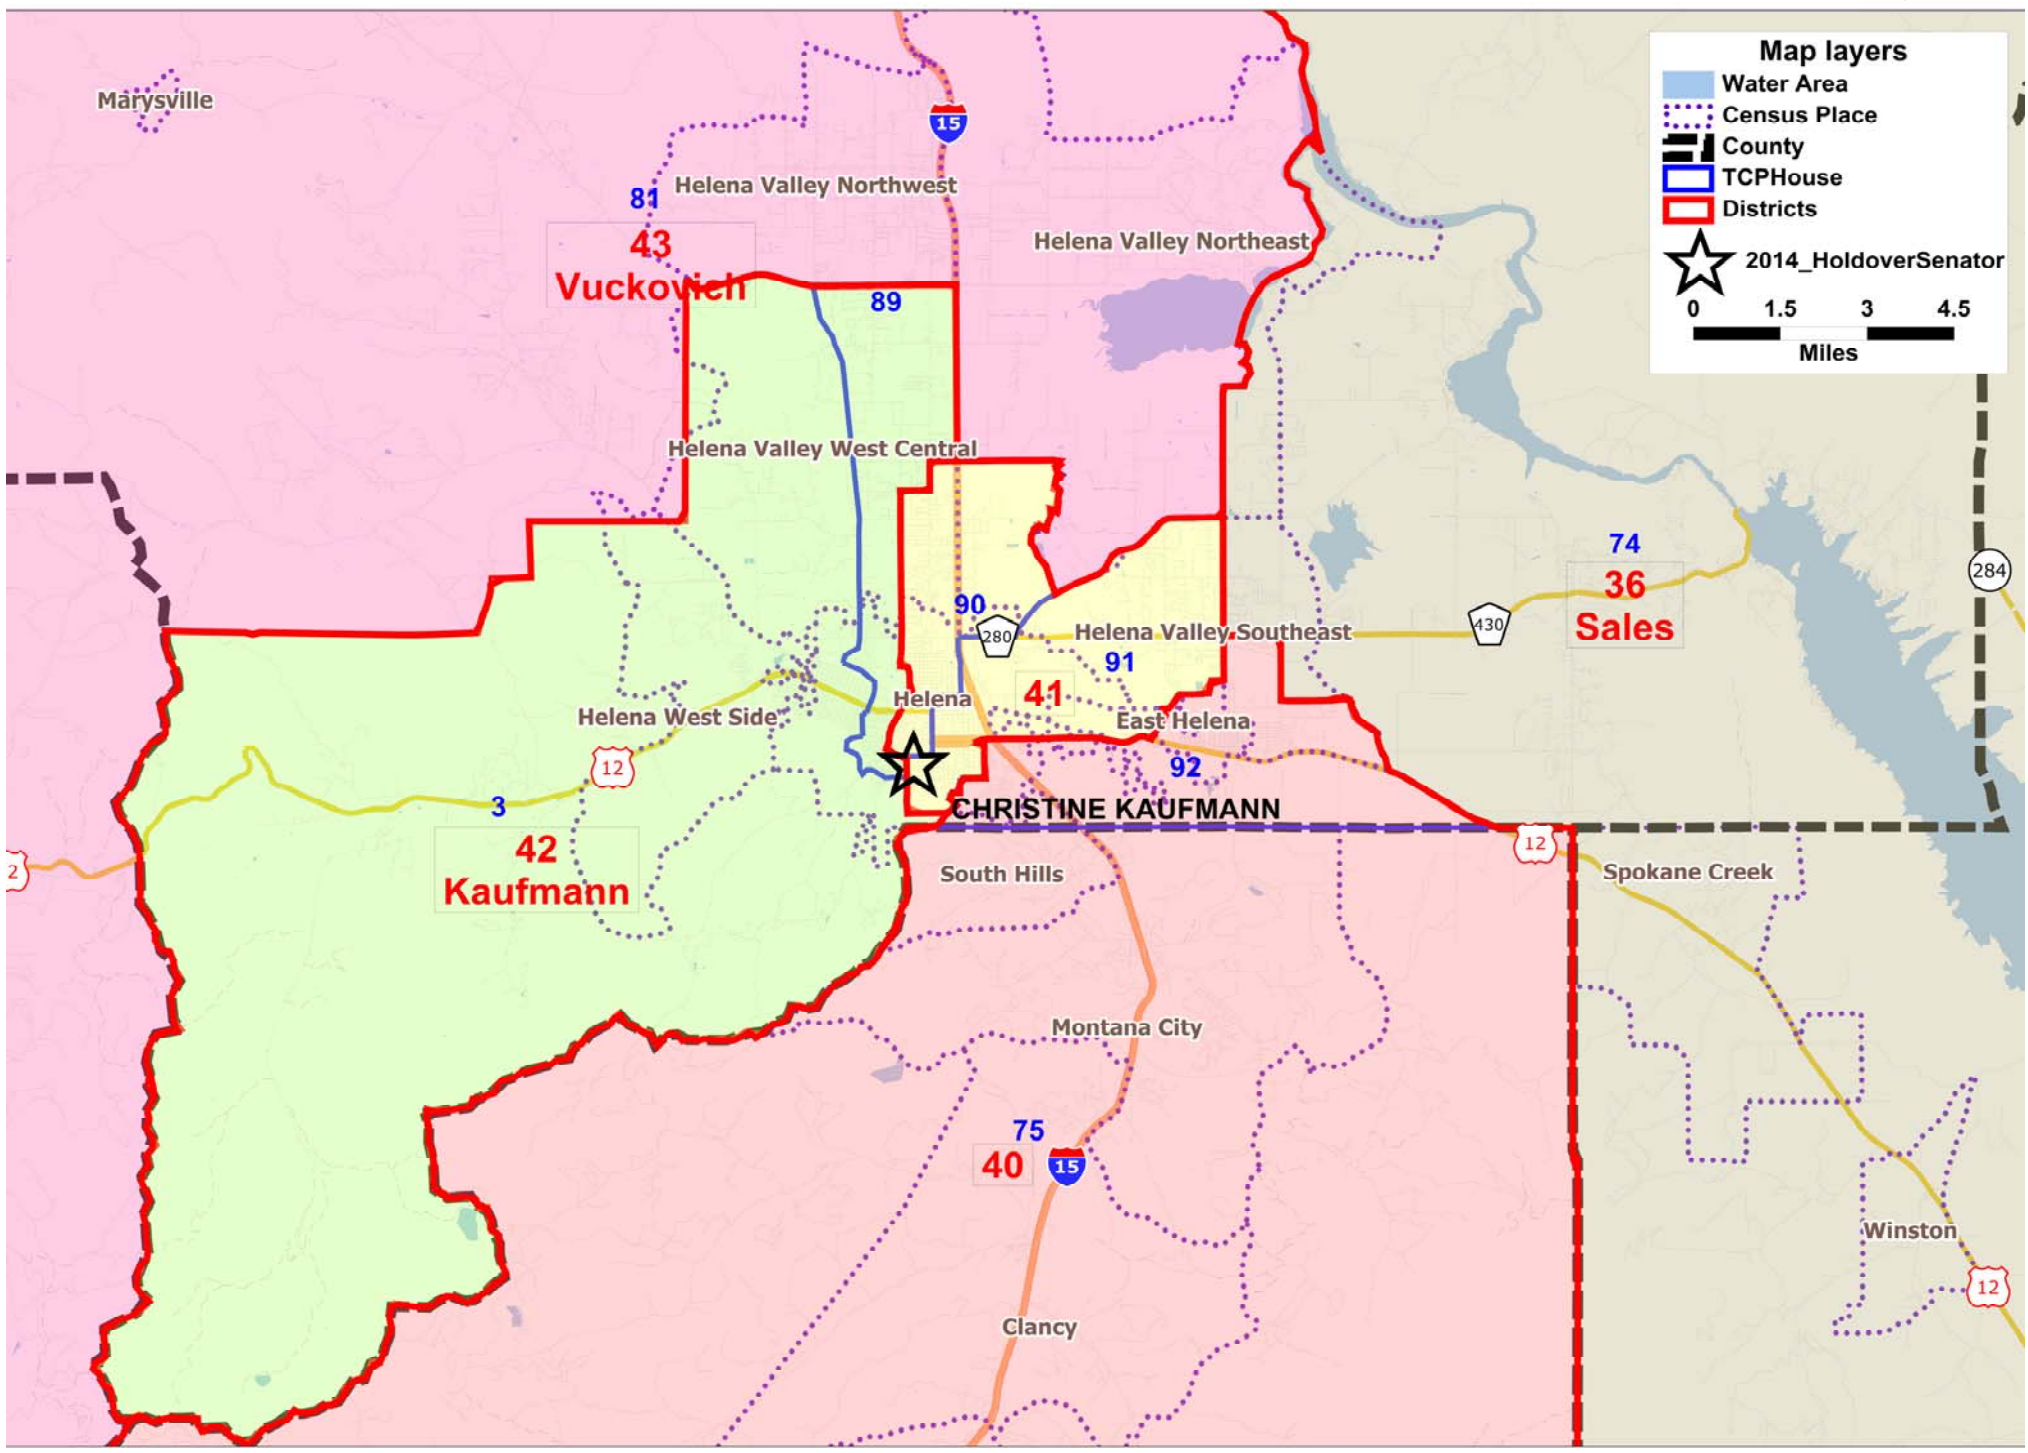 Map layers
Water Area
Census Place
County
TCPHouse
Districts
2014_HoldoverSenator
0 1.5 3 4.5
Miles
Marysville
15
81
Helena Valley Northwest
43
Vuckovich
Helena Valley Northeast
89
Helena Valley West Central
74
36
Sales
284
90
280
Helena Valley Southeast
430
91
41
Helena
Helena West Side
East Helena
12
92
3
CHRISTINE KAUFMANN
42
Kaufmann
2
South Hills
12
Spokane Creek
Montana City
75
40
15
Winston
12
Clancy